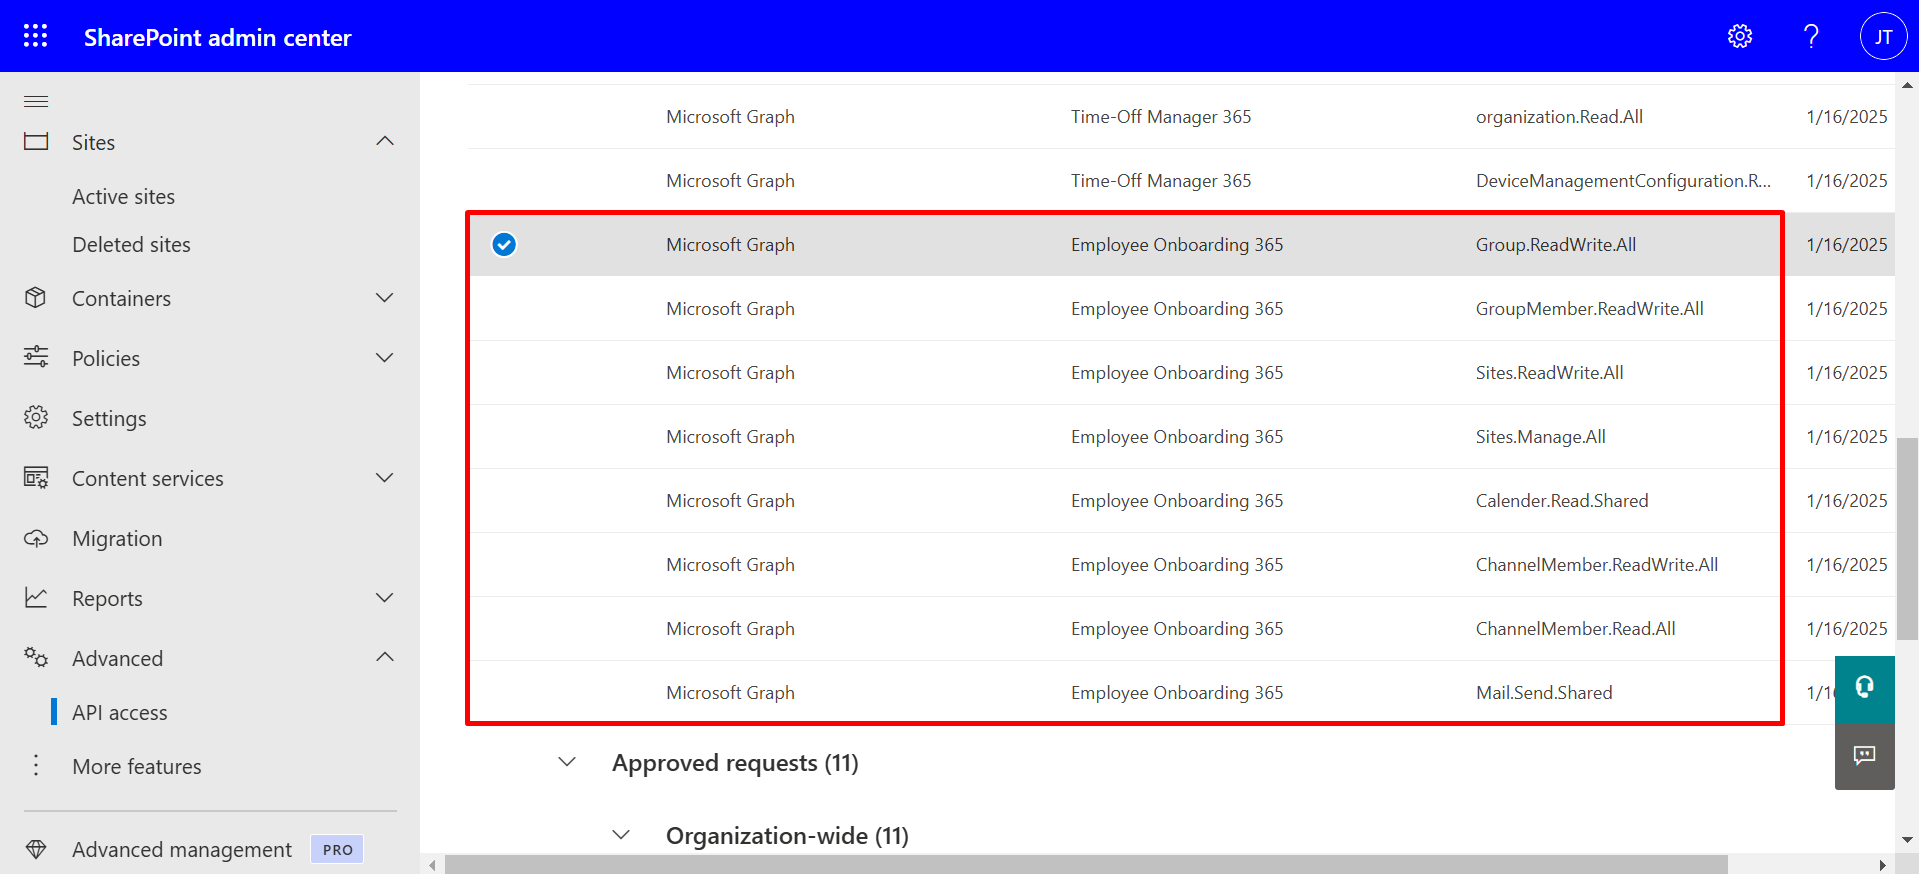 SharePoint admin center
JT
Sites
Active sites
Deleted sites
Containers
Policies
Settings
Content services
Migration
Reports
Advanced
API access
More features
Advanced management PRO
Microsoft Graph Time-Off Manager 365 organization.Read.All 1/16/2025
Microsoft Graph Time-Off Manager 365 DeviceManagementConfiguration.R... 1/16/2025
Microsoft Graph Employee Onboarding 365 Group.ReadWrite.All 1/16/2025
Microsoft Graph Employee Onboarding 365 GroupMember.ReadWrite.All 1/16/2025
Microsoft Graph Employee Onboarding 365 Sites.ReadWrite.All 1/16/2025
Microsoft Graph Employee Onboarding 365 Sites.Manage.All 1/16/2025
Microsoft Graph Employee Onboarding 365 Calender.Read.Shared 1/16/2025
Microsoft Graph Employee Onboarding 365 ChannelMember.ReadWrite.All 1/16/2025
Microsoft Graph Employee Onboarding 365 ChannelMember.Read.All 1/16/2025
Microsoft Graph Employee Onboarding 365 Mail.Send.Shared
Approved requests (11)
Organization-wide (11)